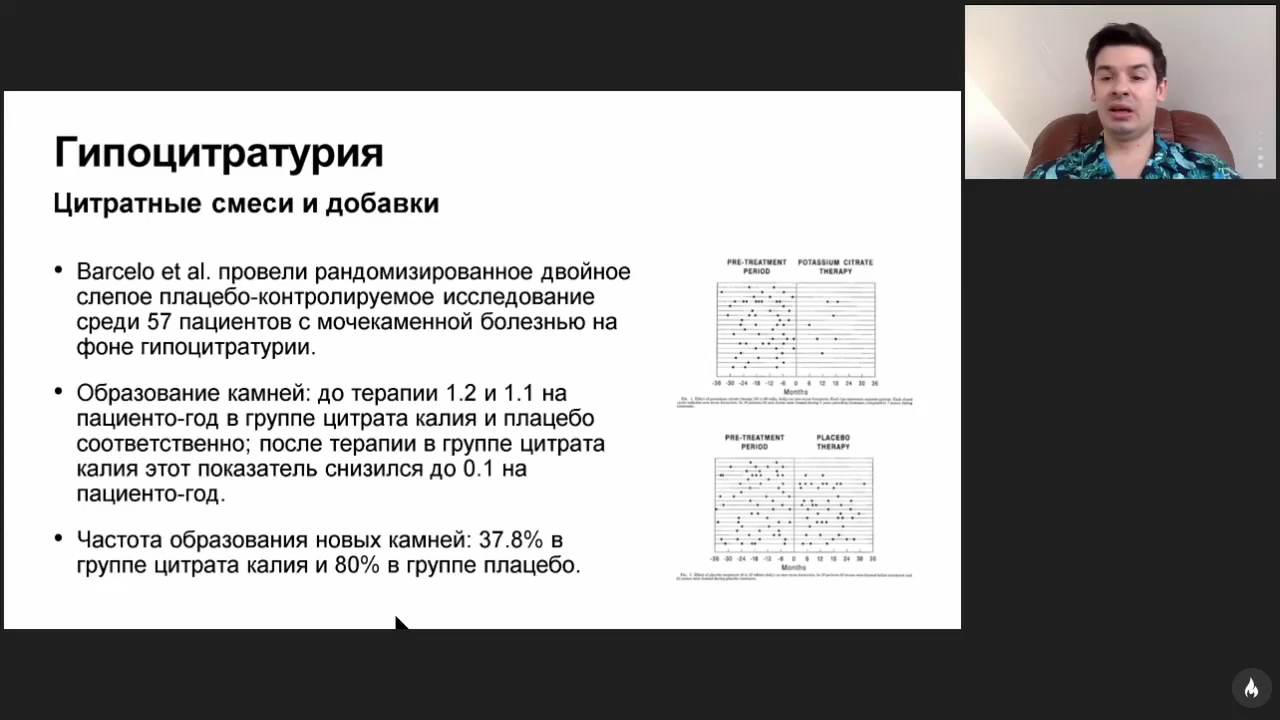 Гипоцитратурия
Цитратные смеси и добавки
• Barcelo et al. провели рандомизированное двойное
слепое плацебо-контролируемое исследование
среди 57 пациентов с мочекаменной болезнью на
фоне гипоцитратурии.
• Образование камней: до терапии 1.2 и 1.1 на
пациенто-год в группе цитрата калия и плацебо
соответственно; после терапии в группе цитрата
калия этот показатель снизился до 0.1 на
пациенто-год.
• Частота образования новых камней: 37.8% в
группе цитрата калия и 80% в группе плацебо.
PRE-TREATMENT POTASSIUM CITRATE
PERIOD THERAPY
-36 -30 -24 -18 -12 -6 0 6 12 18 24 30 36
Months
PRE-TREATMENT PLACEBO
PERIOD THERAPY
-36 -30 -24 -18 -12 -6 0 6 12 18 24 30 36
Months